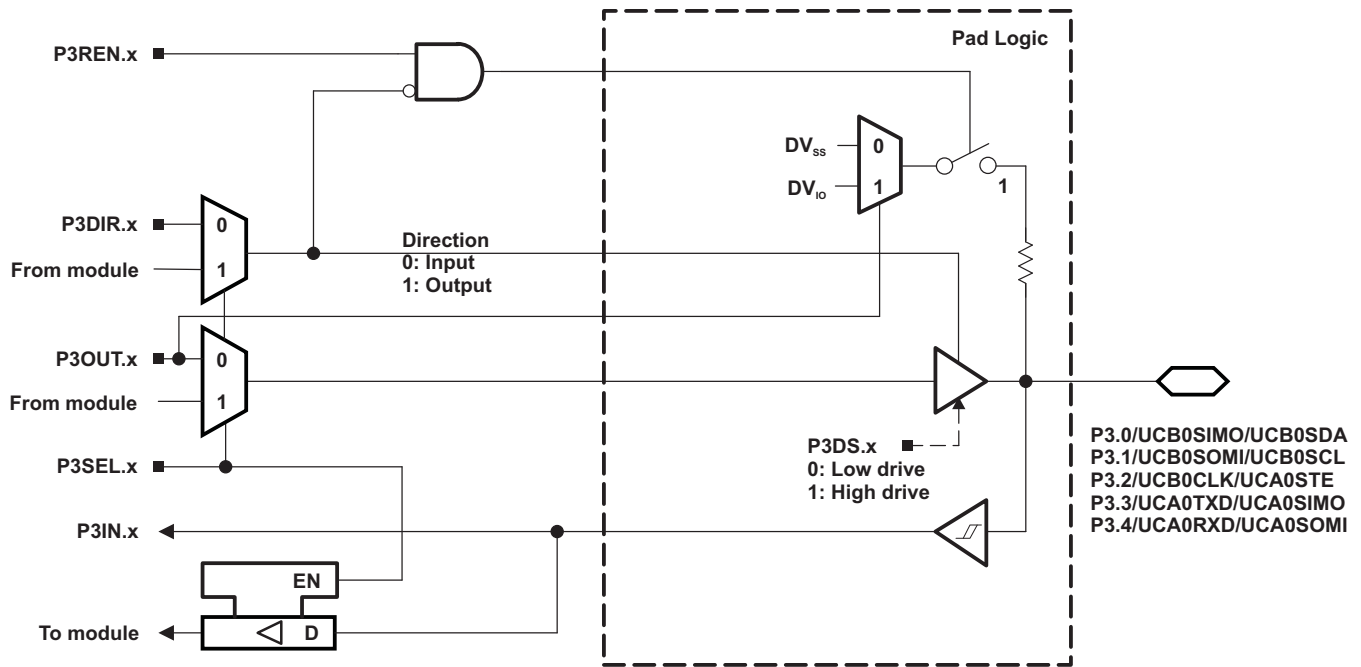 Pad Logic
P3REN.x
DVSS
0
DVIO
1
1
P3DIR.x
0
From module
1
Direction
0: Input
1: Output
P3OUT.x
0
From module
1
P3DS.x
0: Low drive
1: High drive
P3SEL.x
P3.0/UCB0SIMO/UCB0SDA
P3.1/UCB0SOMI/UCB0SCL
P3.2/UCB0CLK/UCA0STE
P3.3/UCA0TXD/UCA0SIMO
P3.4/UCA0RXD/UCA0SOMI
P3IN.x
EN
To module
D